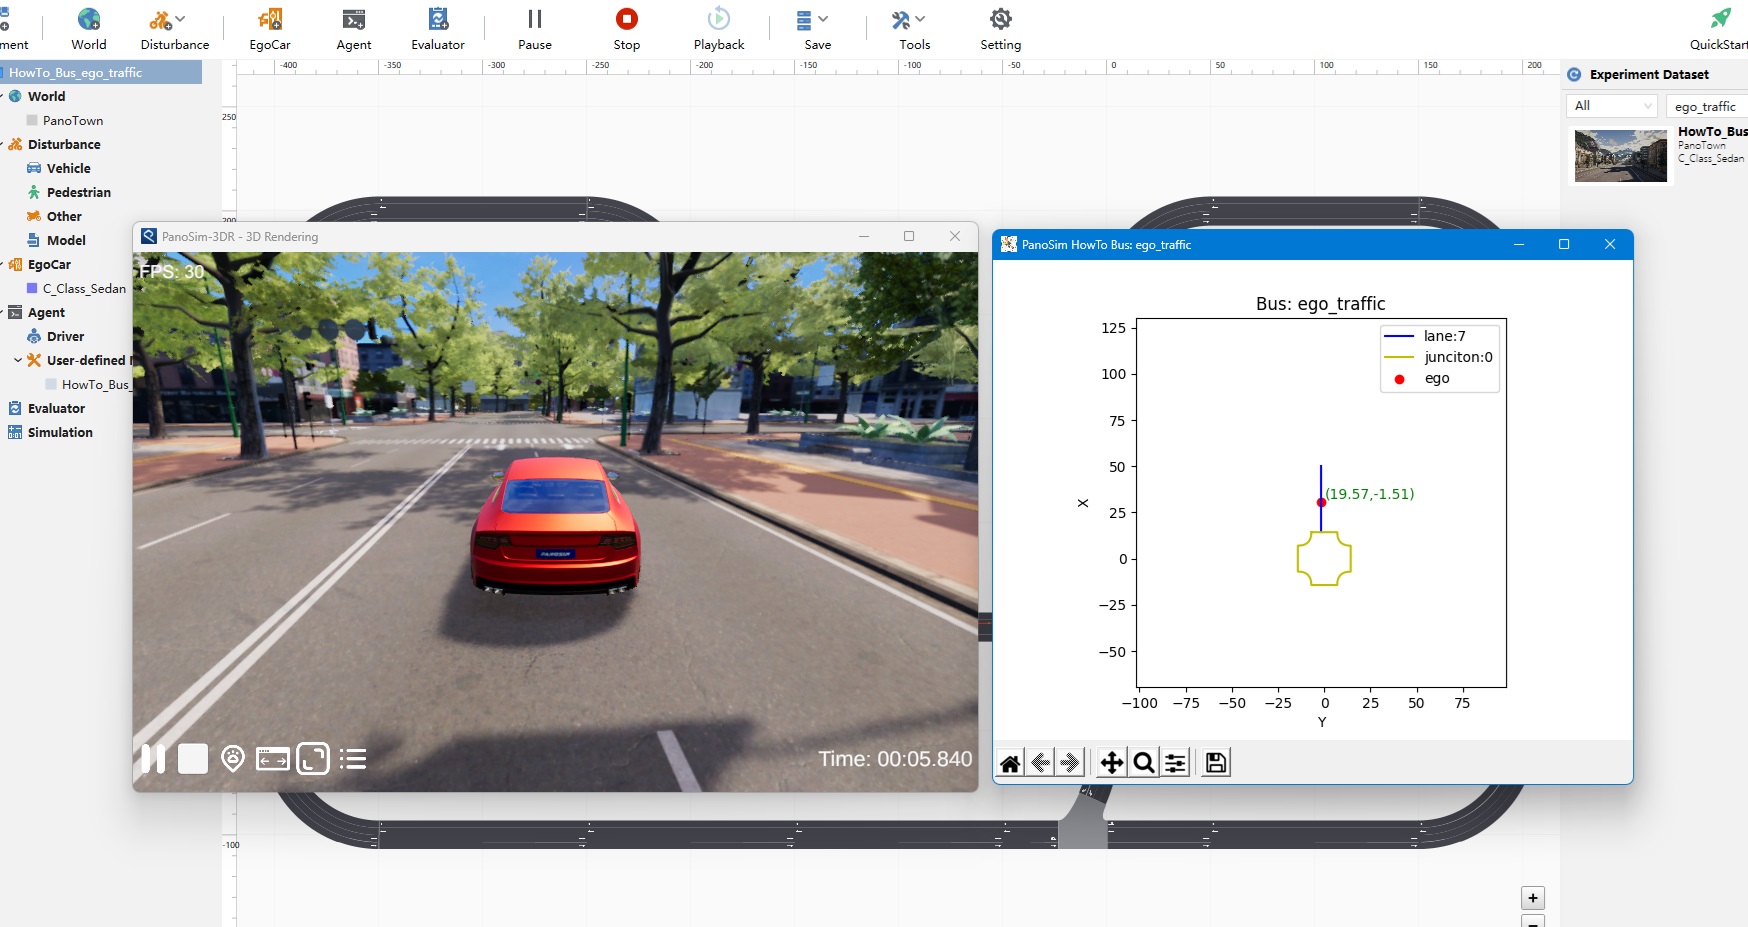 ment
World
Disturbance
EgoCar
Agent
Evaluator
Pause
Stop
Playback
Save
Tools
Setting
QuickStart
HowTo_Bus_ego_traffic
World
PanoTown
Disturbance
Vehicle
Pedestrian
Other
Model
EgoCar
C_Class_Sedan
Agent
Driver
User-defined
HowTo_Bus_
Evaluator
Simulation
-400
-350
-300
-250
-200
-150
-100
-50
0
50
100
150
200
250
200
-100
PanoSim-3DR - 3D Rendering
FPS: 30
PANOSIM
Time: 00:05.840
PanoSim HowTo Bus: ego_traffic
Bus: ego_traffic
lane:7
junciton:0
ego
125
100
75
50
25
0
−25
−50
X
(19.57,-1.51)
−100 −75 −50 −25 0 25 50 75
Y
Experiment Dataset
All
ego_traffic
HowTo_Bus
PanoTown
C_Class_Sedan
+